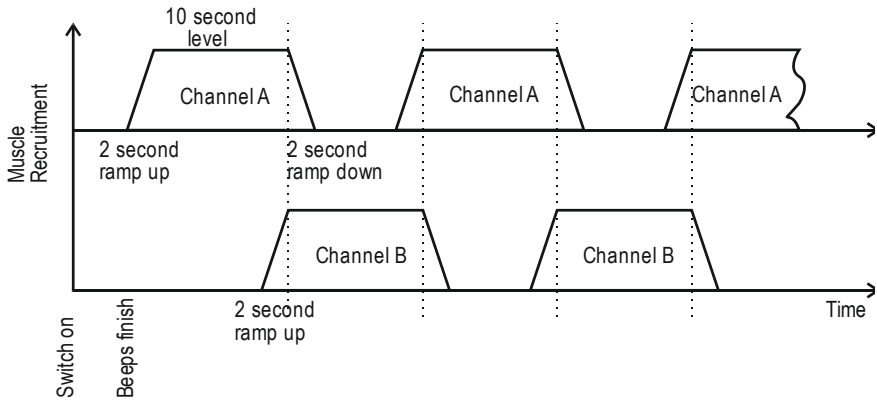 10 second
level
Muscle
Recruitment
Channel A
Channel A
Channel A
2 second
ramp up
2 second
ramp down
Channel B
Channel B
2 second
ramp up
Time
Switch on
Beeps finish